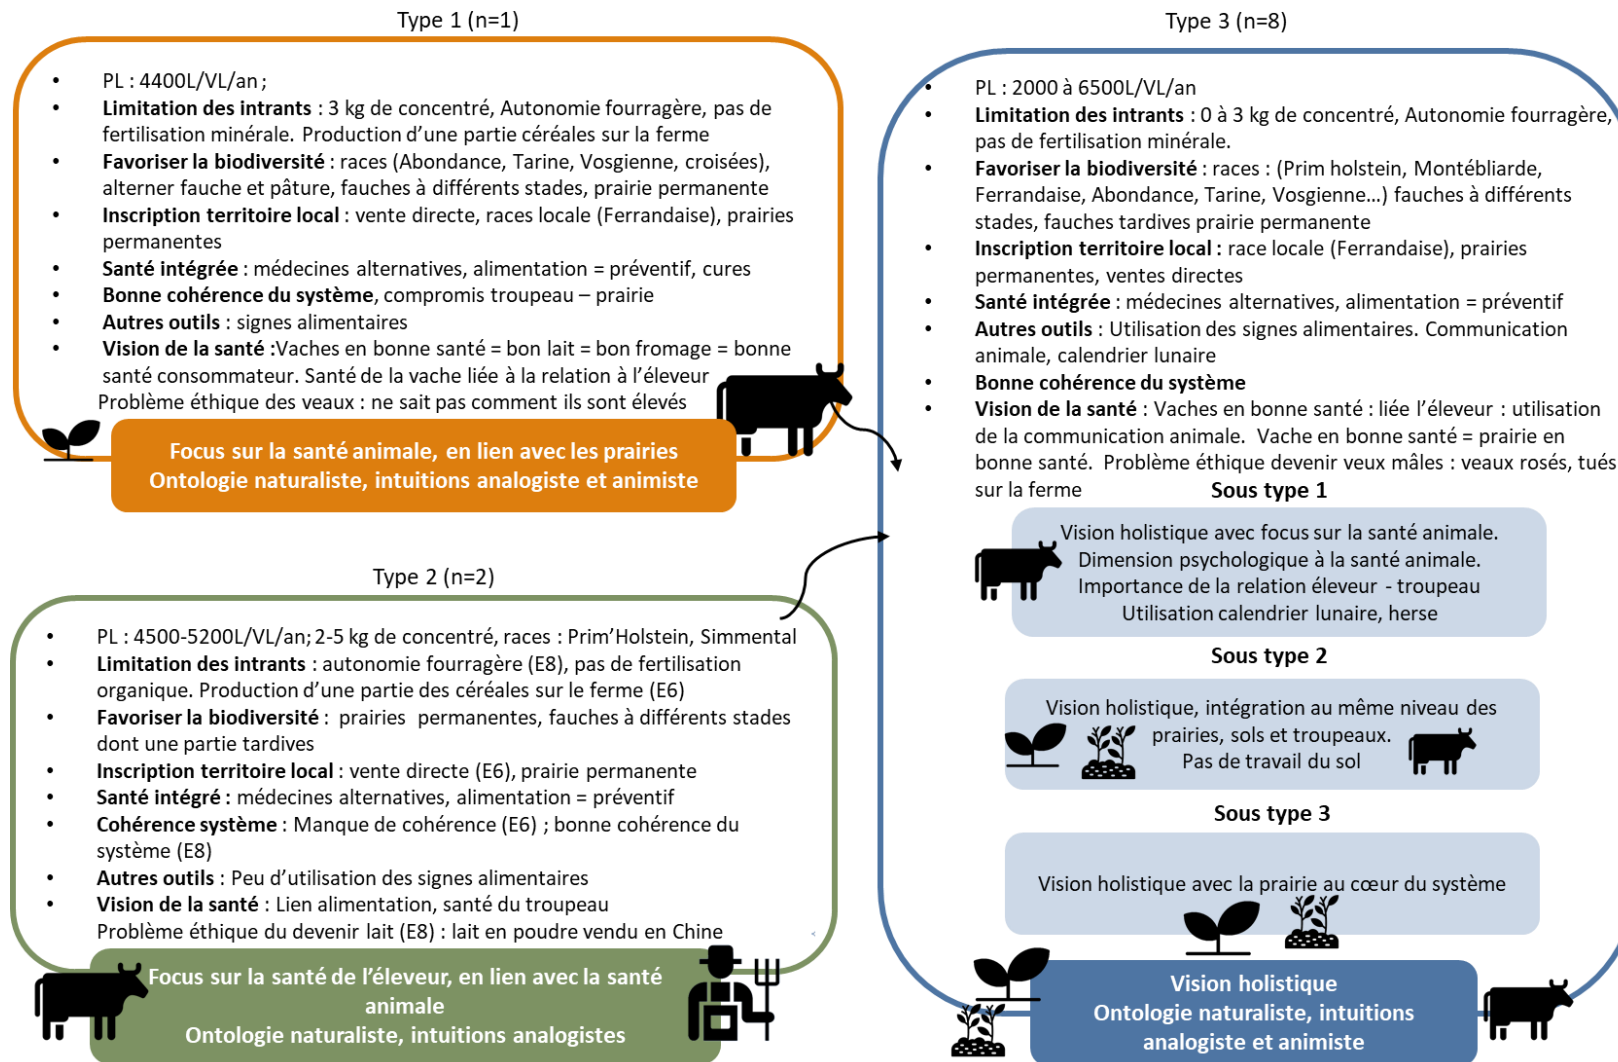 Type 1 (n=1)
• PL : 4400L/VL/an ;
• Limitation des intrants : 3 kg de concentré, Autonomie fourragère, pas de
fertilisation minérale. Production d’une partie céréales sur la ferme
• Favoriser la biodiversité : races (Abondance, Tarine, Vosgienne, croisées),
alterner fauche et pâture, fauches à différents stades, prairie permanente
• Inscription territoire local : vente directe, races locale (Ferrandaise), prairies
permanentes
• Santé intégrée : médecines alternatives, alimentation = préventif, cures
• Bonne cohérence du système, compromis troupeau – prairie
• Autres outils : signes alimentaires
• Vision de la santé :Vaches en bonne santé = bon lait = bon fromage = bonne
santé consommateur. Santé de la vache liée à la relation à l’éleveur
Problème éthique des veaux : ne sait pas comment ils sont élevés
Focus sur la santé animale, en lien avec les prairies
Ontologie naturaliste, intuitions analogiste et animiste
Type 2 (n=2)
• PL : 4500-5200L/VL/an; 2-5 kg de concentré, races : Prim’Holstein, Simmental
• Limitation des intrants : autonomie fourragère (E8), pas de fertilisation
organique. Production d’une partie des céréales sur le ferme (E6)
• Favoriser la biodiversité : prairies permanentes, fauches à différents stades
dont une partie tardives
• Inscription territoire local : vente directe (E6), prairie permanente
• Santé intégré : médecines alternatives, alimentation = préventif
• Cohérence système : Manque de cohérence (E6) ; bonne cohérence du
système (E8)
• Autres outils : Peu d’utilisation des signes alimentaires
• Vision de la santé : Lien alimentation, santé du troupeau
Problème éthique du devenir lait (E8) : lait en poudre vendu en Chine
Focus sur la santé de l’éleveur, en lien avec la santé
animale
Ontologie naturaliste, intuitions analogistes
Type 3 (n=8)
• PL : 2000 à 6500L/VL/an
• Limitation des intrants : 0 à 3 kg de concentré, Autonomie fourragère,
pas de fertilisation minérale.
• Favoriser la biodiversité : races : (Prim holstein, Montébliarde,
Ferrandaise, Abondance, Tarine, Vosgienne…) fauches à différents
stades, fauches tardives prairie permanente
• Inscription territoire local : race locale (Ferrandaise), prairies
permanentes, ventes directes
• Santé intégrée : médecines alternatives, alimentation = préventif
• Autres outils : Utilisation des signes alimentaires. Communication
animale, calendrier lunaire
• Bonne cohérence du système
• Vision de la santé : Vaches en bonne santé : liée l’éleveur : utilisation
de la communication animale. Vache en bonne santé = prairie en
bonne santé. Problème éthique devenir veux mâles : veaux rosés, tués
sur la ferme
Sous type 1
Vision holistique avec focus sur la santé animale.
Dimension psychologique à la santé animale.
Importance de la relation éleveur - troupeau
Utilisation calendrier lunaire, herse
Sous type 2
Vision holistique, intégration au même niveau des
prairies, sols et troupeaux.
Pas de travail du sol
Sous type 3
Vision holistique avec la prairie au cœur du système
Vision holistique
Ontologie naturaliste, intuitions
analogiste et animiste